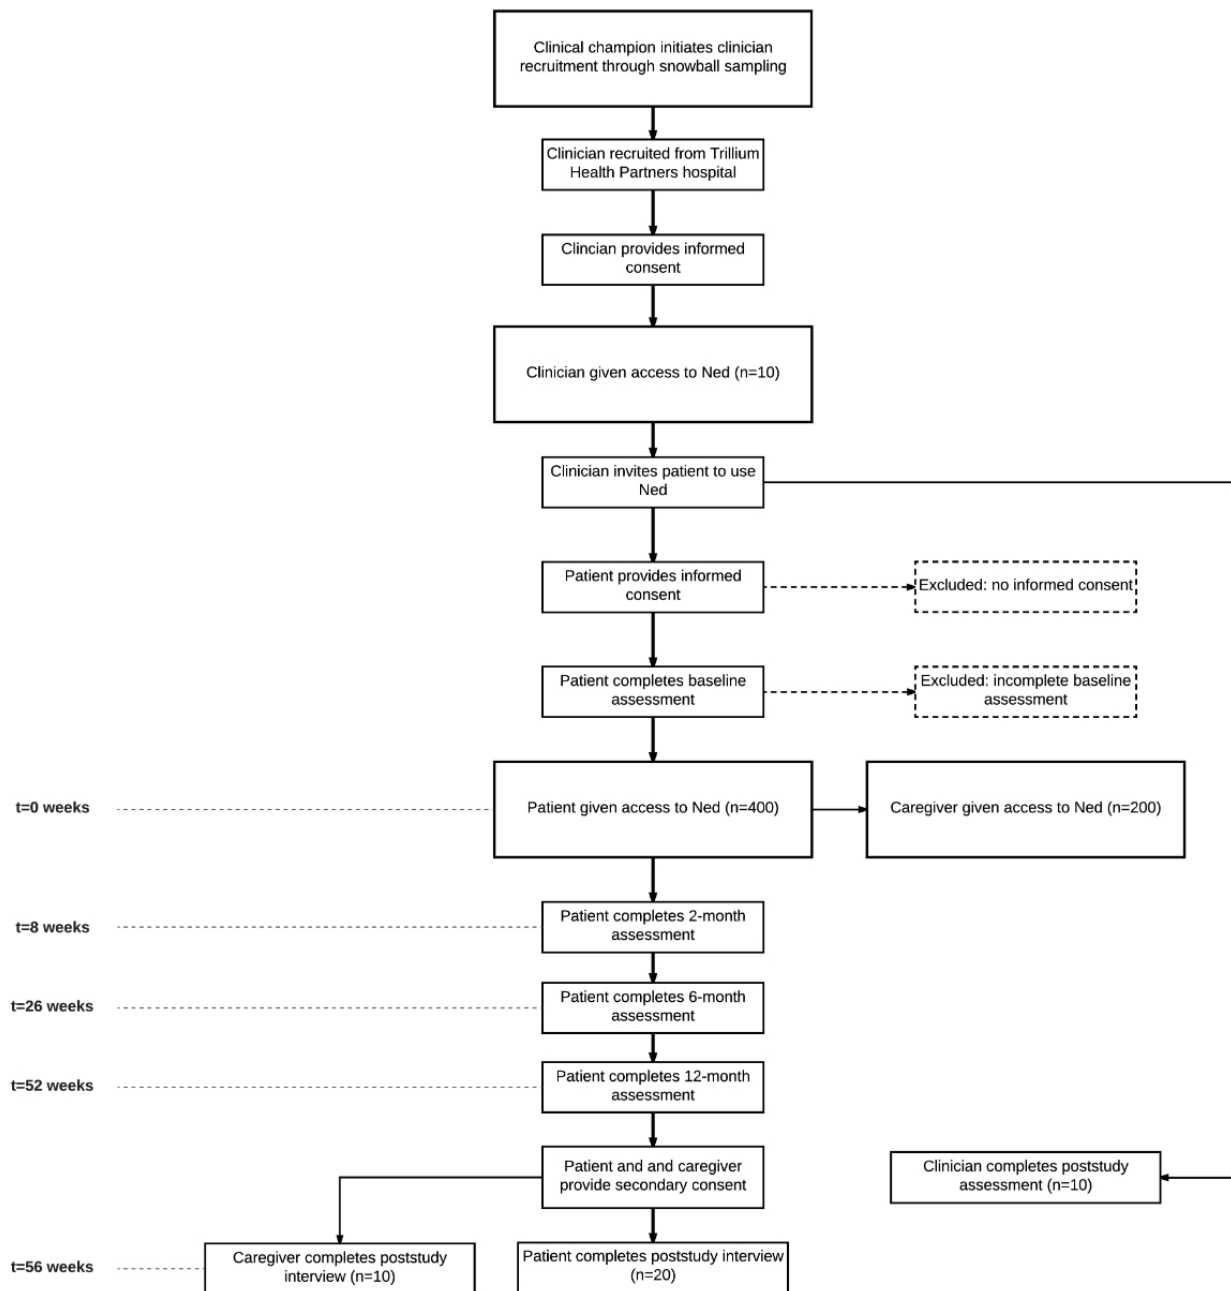 Clinical champion initiates clinician
recruitment through snowball sampling
Clinician recruited from Trillium
Health Partners hospital
Clincian provides informed
consent
Clinician given access to Ned (n=10)
Clinician invites patient to use
Ned
Patient provides informed
consent
Excluded: no informed consent
Patient completes baseline
assessment
Excluded: incomplete baseline
assessment
t=0 weeks
Patient given access to Ned (n=400)
Caregiver given access to Ned (n=200)
t=8 weeks
Patient completes 2-month
assessment
t=26 weeks
Patient completes 6-month
assessment
t=52 weeks
Patient completes 12-month
assessment
Patient and and caregiver
provide secondary consent
Clinician completes poststudy
assessment (n=10)
t=56 weeks
Caregiver completes poststudy
interview (n=10)
Patient completes poststudy interview
(n=20)